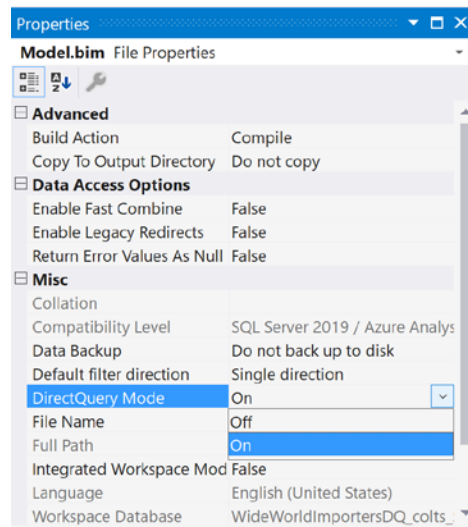 Properties
Model.bim File Properties
Advanced
Build Action Compile
Copy To Output Directory Do not copy
Data Access Options
Enable Fast Combine False
Enable Legacy Redirects False
Return Error Values As Null False
Misc
Collation
Compatibility Level SQL Server 2019 / Azure Analys
Data Backup Do not back up to disk
Default filter direction Single direction
DirectQuery Mode On
File Name Off
Full Path On
Integrated Workspace Mod False
Language English (United States)
Workspace Database WideWorldImportersDQ_colts_